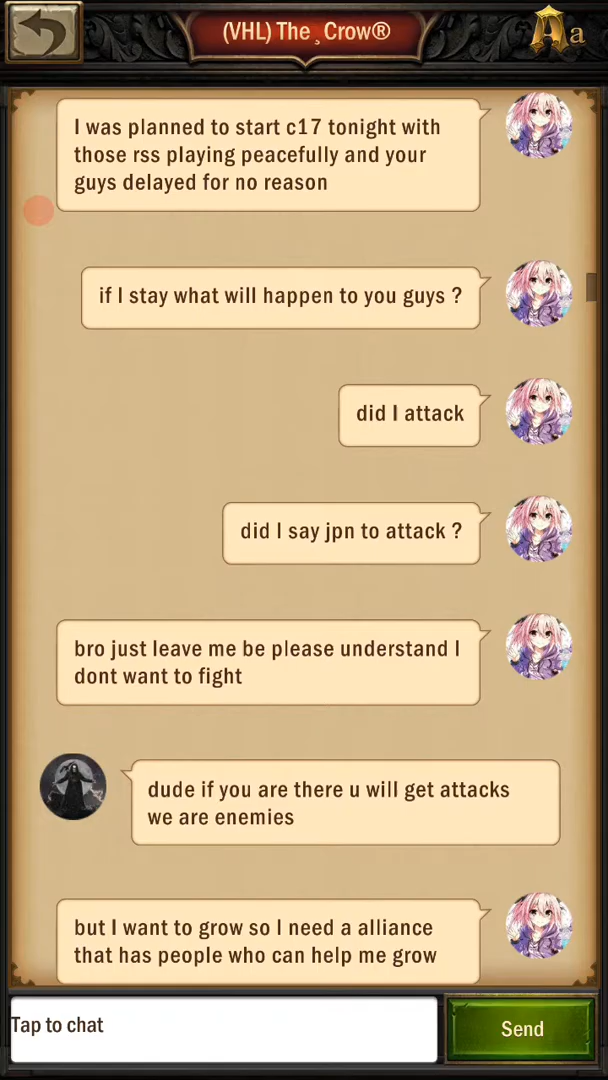 (VHL) The¸Crow®
Aa
I was planned to start c17 tonight with
those rss playing peacefully and your
guys delayed for no reason
if I stay what will happen to you guys ?
did I attack
did I say jpn to attack ?
bro just leave me be please understand I
dont want to fight
dude if you are there u will get attacks
we are enemies
but I want to grow so I need a alliance
that has people who can help me grow
Tap to chat
Send